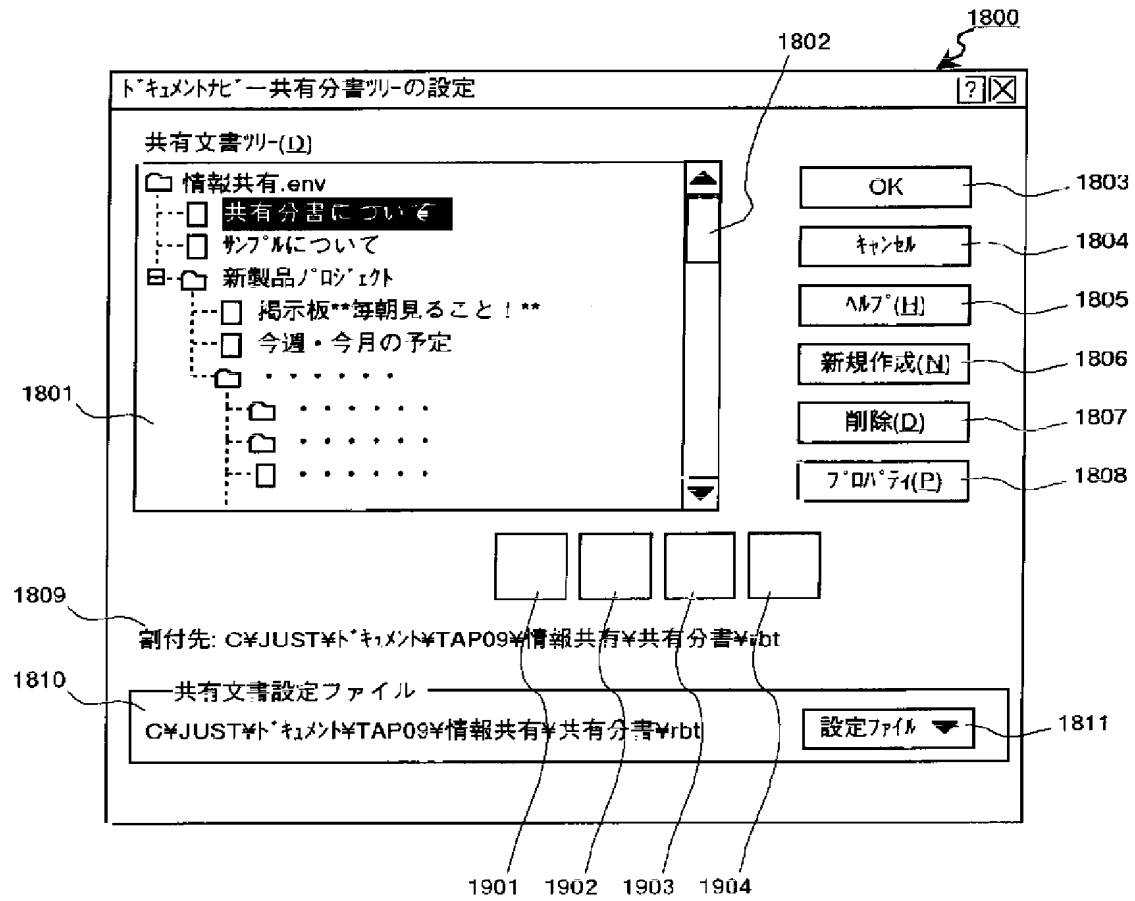 1800
1802
ﾄﾞｷｭﾒﾝﾄﾅﾋﾞー共有分書ﾂﾘｰの設定
?
共有文書ﾂﾘｰ(D)
情報共有.env
共有分書について
ｻﾝﾌﾟﾙについて
新製品ﾌﾟﾛｼﾞｪｸﾄ
掲示板**毎朝見ること！**
今週・今月の予定
・・・・・・
・・・・・・
・・・・・・
・・・・・・
1801
OK
1803
ｷｬﾝｾﾙ
1804
ﾍﾙﾌﾟ(H)
1805
新規作成(N)
1806
削除(D)
1807
ﾌﾟﾛﾊﾟﾃｨ(P)
1808
1809
割付先: C¥JUST¥ﾄﾞｷｭﾒﾝﾄ¥TAP09¥情報共有¥共有分書¥rbt
1810
共有文書設定ファイル
C¥JUST¥ﾄﾞｷｭﾒﾝﾄ¥TAP09¥情報共有¥共有分書¥rbt
設定ﾌｧｲﾙ
1811
1901 1902 1903 1904